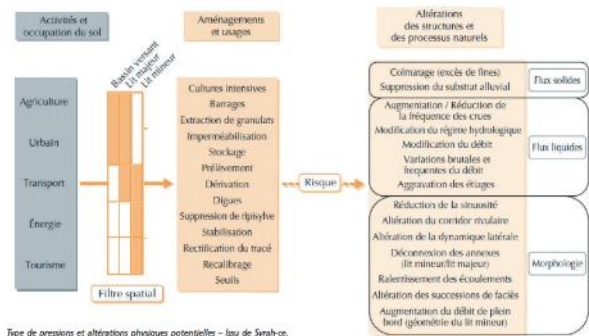 Activités et
occupation du sol
Aménagements
et usages
Altérations
des structures et
des processus naturels
Bassin versant
Lit majeur
Lit mineur
Agriculture
Urbain
Transport
Énergie
Tourisme
Filtre spatial
Cultures intensives
Barrages
Extraction de granulats
Imperméabilisation
Stockage
Prélèvement
Dérivation
Digues
Suppression de ripisylve
Stabilisation
Rectification du tracé
Recalibrage
Seuils
Risque
Colmatage (excès de fines)
Suppression du substrat alluvial
Flux solides
Augmentation / Réduction de
la fréquence des crues
Modification du régime hydrologique
Modification du débit
Variations brutales et
fréquentes du débit
Aggravation des étiages
Flux liquides
Réduction de la sinuosité
Altération du corridor rivulaire
Altération de la dynamique latérale
Déconnexion des annexes
(lit mineur/lit majeur)
Ralentissement des écoulements
Altération des successions de faciès
Augmentation du débit de plein
bord (géométrie du lit mineur)
Morphologie
Type de pressions et altérations physiques potentielles – Issu de Syrah-ce.